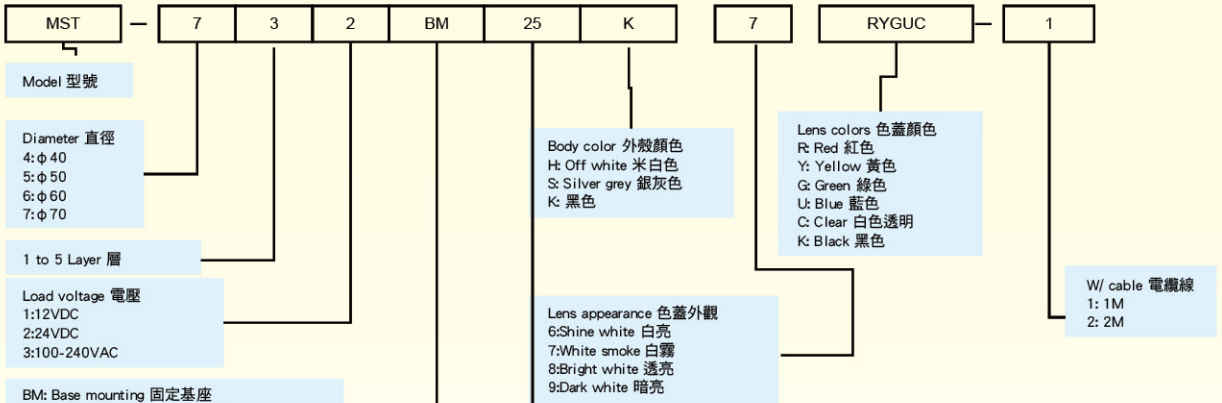 MST — 7 3 2 BM 25 K 7 RYGUC — 1
Model 型號
Diameter 直徑
4:φ40
5:φ50
6:φ60
7:φ70
1 to 5 Layer 層
Load voltage 電壓
1:12VDC
2:24VDC
3:100-240VAC
BM: Base mounting 固定基座
Body color 外殼顏色
H: Off white 米白色
S: Silver grey 銀灰色
K: 黑色
Lens appearance 色蓋外觀
6:Shine white 白亮
7:White smoke 白霧
8:Bright white 透亮
9:Dark white 暗亮
Lens colors 色蓋顏色
R: Red 紅色
Y: Yellow 黃色
G: Green 綠色
U: Blue 藍色
C: Clear 白色透明
K: Black 黑色
W/ cable 電纜線
1: 1M
2: 2M